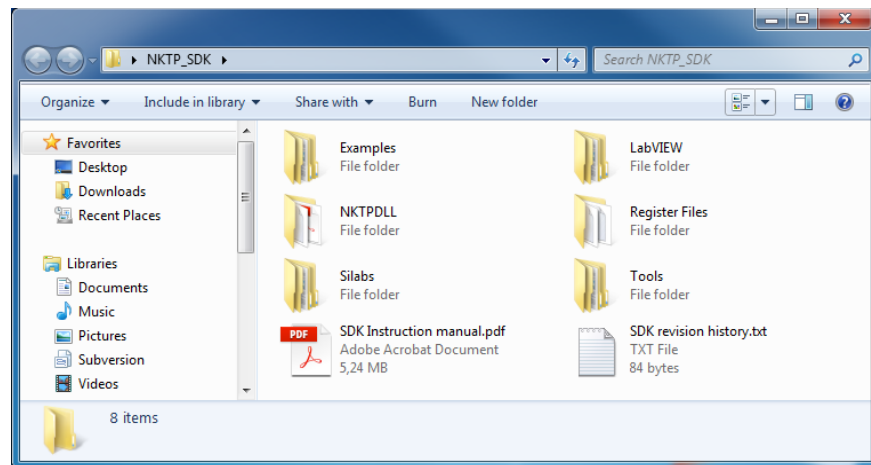 NKTP_SDK
Search NKTP_SDK
Organize
Include in library
Share with
Burn
New folder
Favorites
Desktop
Downloads
Recent Places
Libraries
Documents
Music
Pictures
Subversion
Videos
Examples
File folder
LabVIEW
File folder
NKTPDLL
File folder
Register Files
File folder
Silabs
File folder
Tools
File folder
PDF
SDK Instruction manual.pdf
Adobe Acrobat Document
5,24 MB
SDK revision history.txt
TXT File
84 bytes
8 items